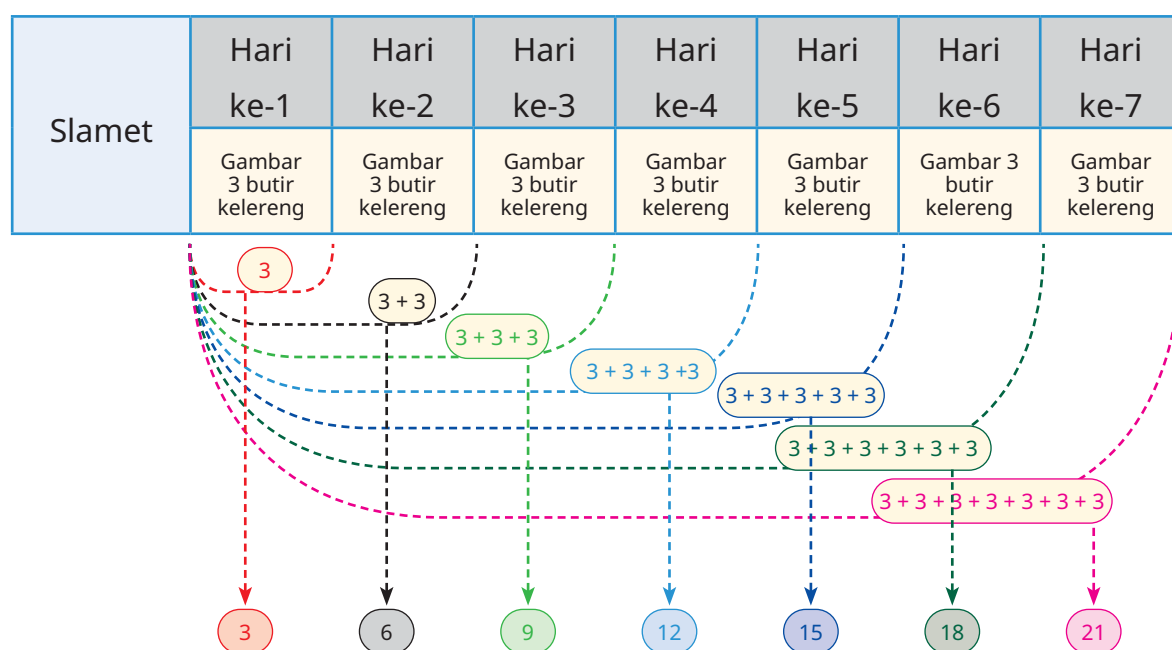 Slamet
Hari ke-1
Hari ke-2
Hari ke-3
Hari ke-4
Hari ke-5
Hari ke-6
Hari ke-7
Gambar
3 butir
kelereng
Gambar
3 butir
kelereng
Gambar
3 butir
kelereng
Gambar
3 butir
kelereng
Gambar
3 butir
kelereng
Gambar 3
butir
kelereng
Gambar
3 butir
kelereng
3
3 + 3
3 + 3 + 3
3 + 3 + 3 +3
3 + 3 + 3 + 3 + 3
3 + 3 + 3 + 3 + 3 + 3
3 + 3 + 3 + 3 + 3 + 3 + 3
3
6
9
12
15
18
21